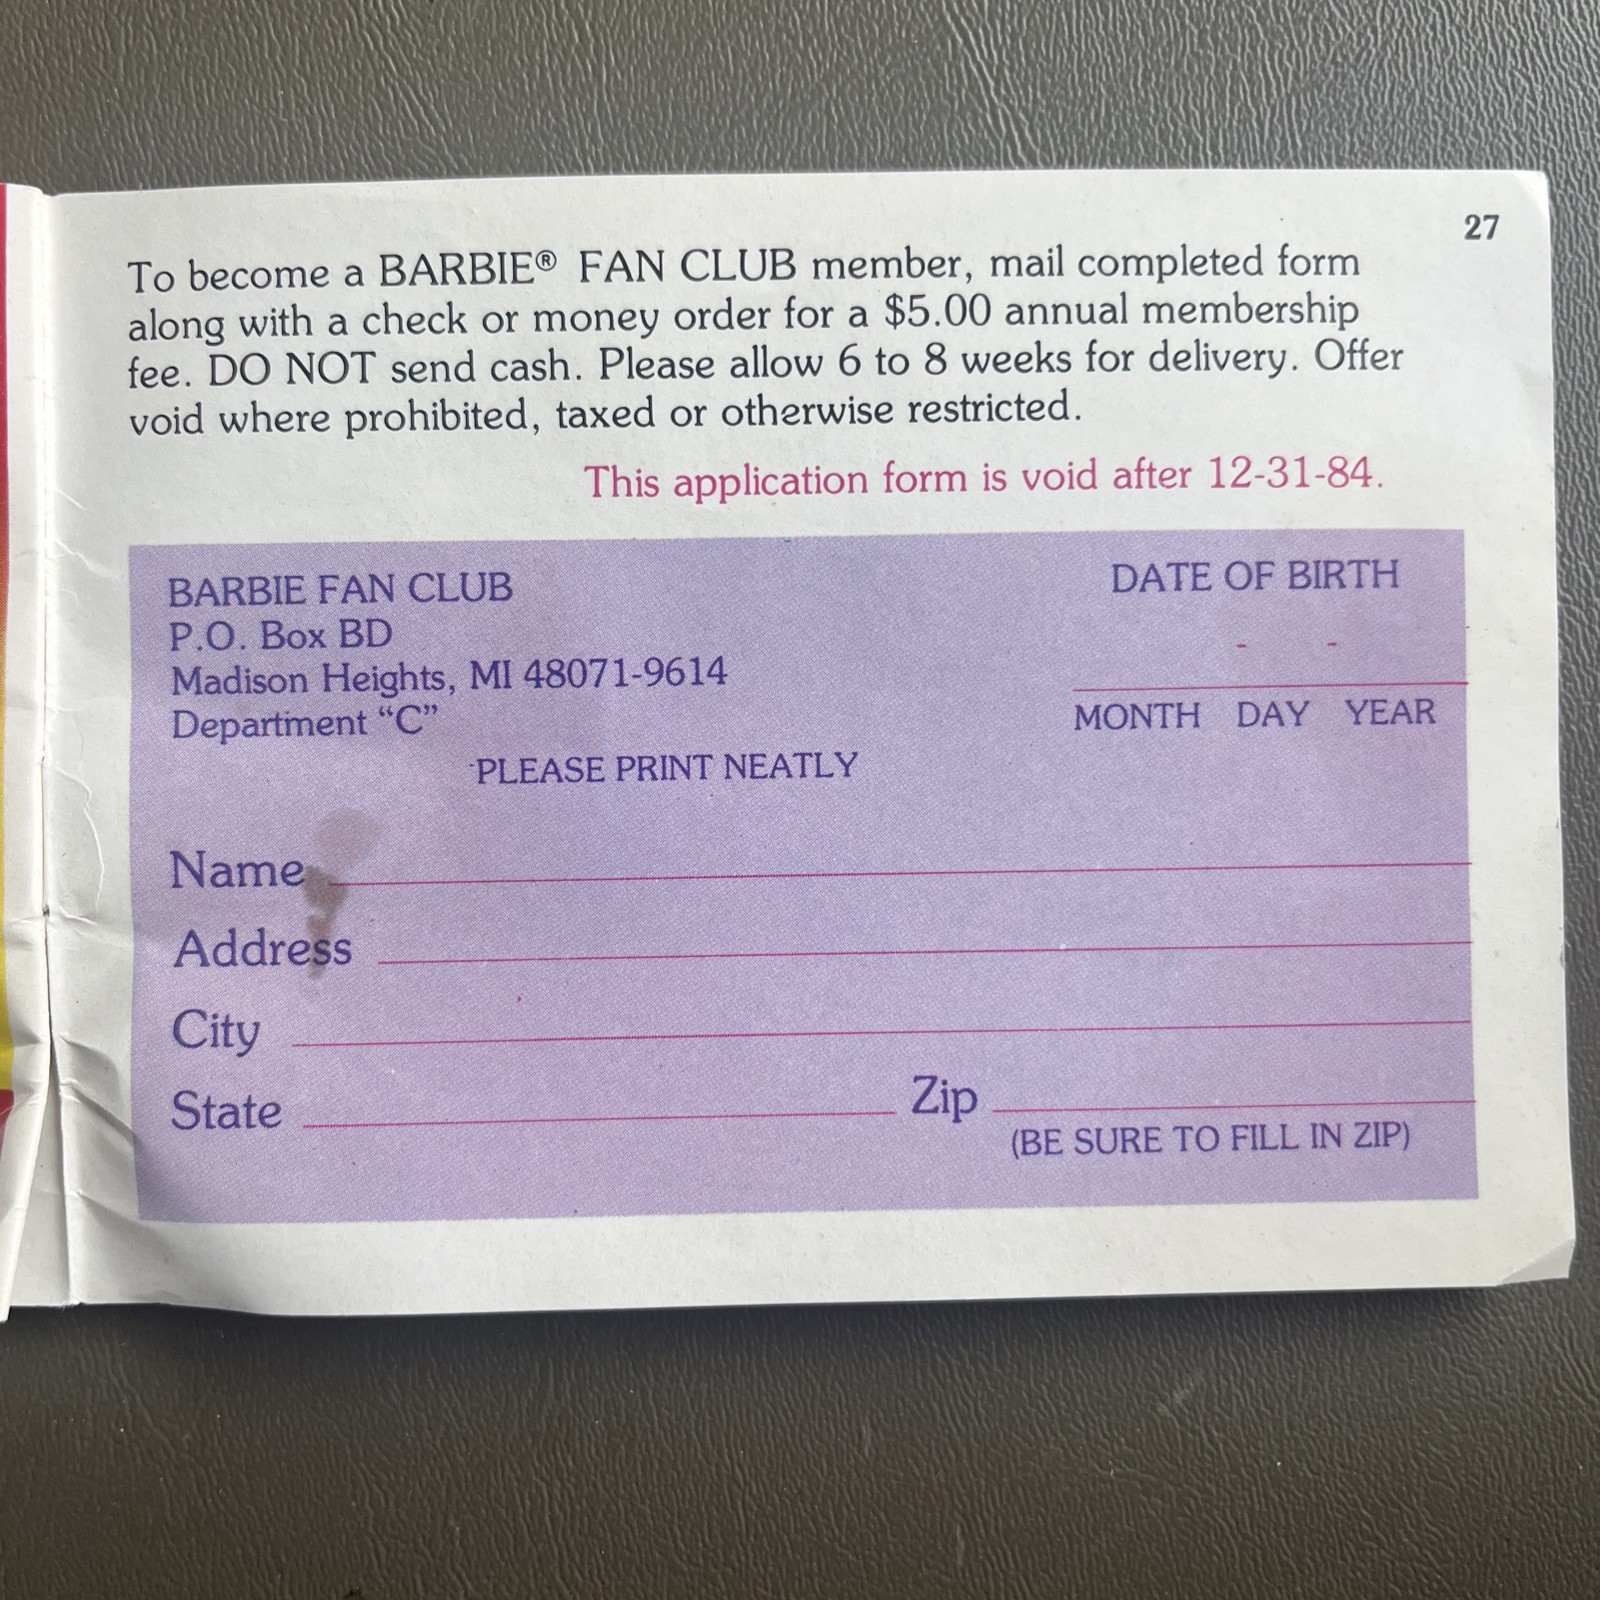 27
To become a BARBIE® FAN CLUB member, mail completed form
along with a check or money order for a $5.00 annual membership
fee. DO NOT send cash. Please allow 6 to 8 weeks for delivery. Offer
void where prohibited, taxed or otherwise restricted.
This application form is void after 12-31-84.
BARBIE FAN CLUB
P.O. Box BD
Madison Heights, MI 48071-9614
Department “C”
DATE OF BIRTH
- -
MONTH DAY YEAR
PLEASE PRINT NEATLY
Name
Address
City
State Zip
(BE SURE TO FILL IN ZIP)